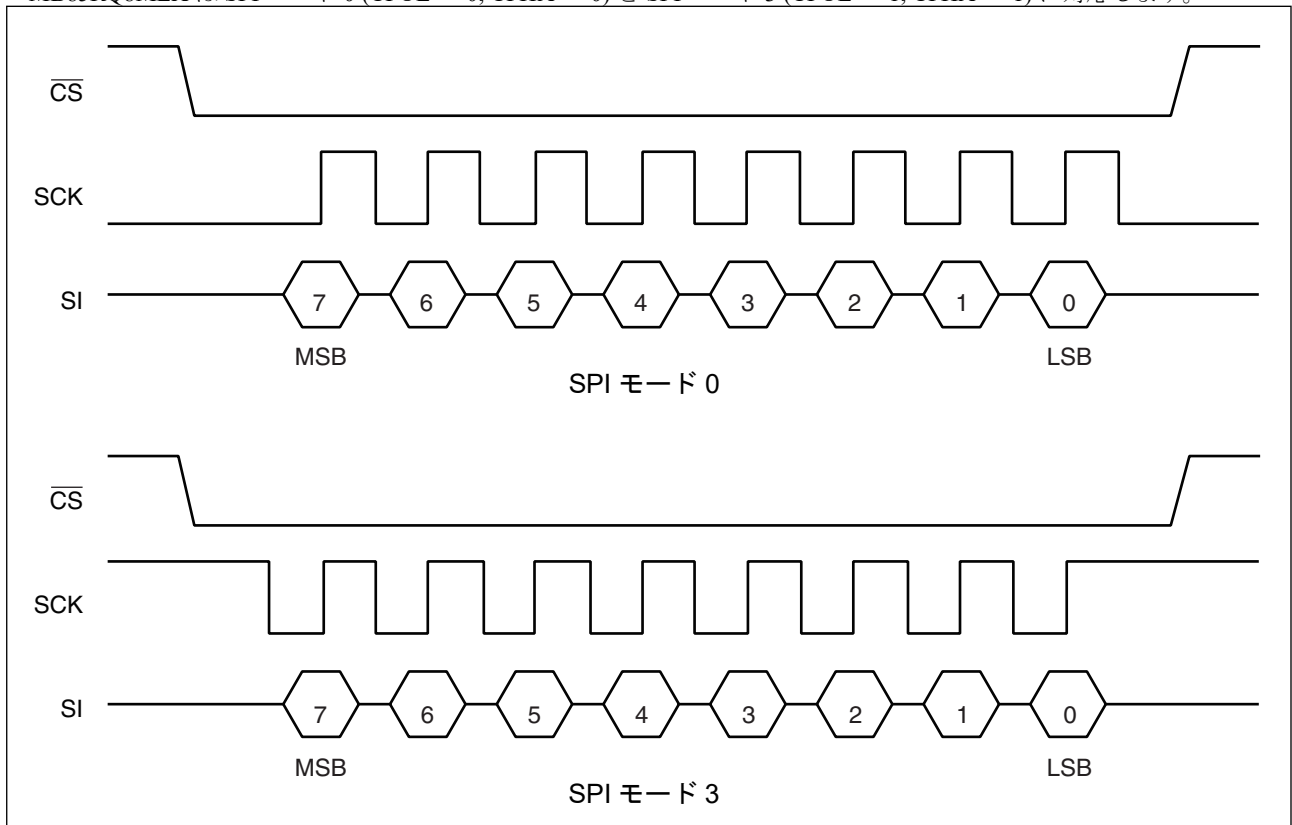 CS
SCK
SI
7 6 5 4 3 2 1 0
MSB LSB
SPI モード 0
CS
SCK
SI
7 6 5 4 3 2 1 0
MSB LSB
SPI モード 3